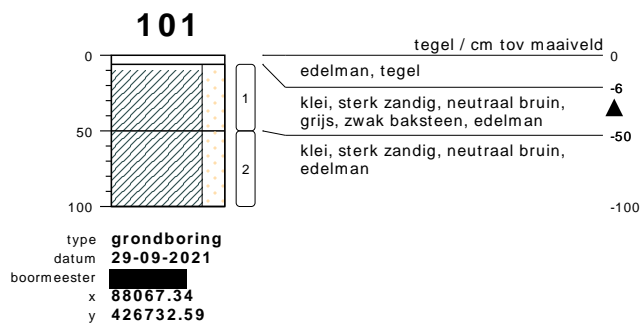 101
tegel / cm tov maaiveld
0
0
edelman, tegel
-6
1
klei, sterk zandig, neutraal bruin,
grijs, zwak baksteen, edelman
50
-50
klei, sterk zandig, neutraal bruin,
edelman
2
100
-100
type grondboring
datum 29-09-2021
boormeester
x 88067.34
y 426732.59